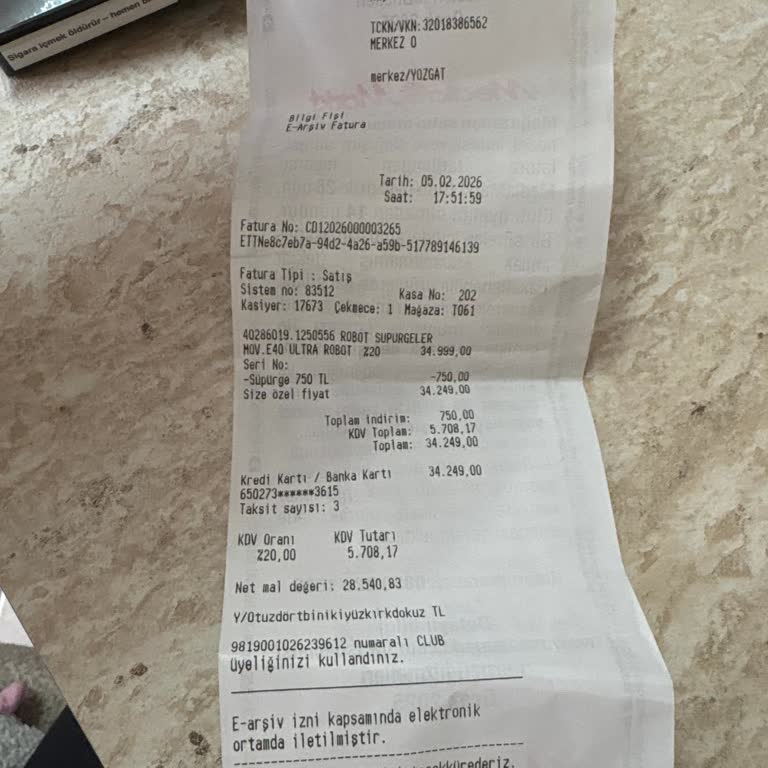 Sigara içmek öldürür – hemen
TCKN/VKN: 32018386562
MERKEZ O
merkez/YOZGAT
Bilgi Fişi
E-Arşiv Fatura
Tarih: 05.02.2026
Saat: 17:51:59
Fatura No: CD12026000003265
ETTNe8c7eb7a-94d2-4a26-a59b-517789146139
Fatura Tipi : Satış
Sistem no: 83512 Kasa No: 202
Kasiyer: 17673 Çekmece: 1 Mağaza: T061
40286019.1250556 ROBOT SUPURGELER
MOV.E40 ULTRA ROBOT %20 34.999,00
Seri No:
-Süpürge 750 TL -750,00
Size özel fiyat 34.249,00
Toplam indirim: 750,00
KDV Toplam: 5.708,17
Toplam: 34.249,00
Kredi Kartı / Banka Kartı 34.249,00
650273******3615
Taksit sayısı: 3
KDV Oranı KDV Tutarı
%20,00 5.708,17
Net mal değeri: 28.540,83
Y/Otuzdörtbinikiyüzkırkdokuz TL
9819001026239612 numaralı CLUB
üyeliğinizi kullandınız.
E-arşiv izni kapsamında elektronik
ortamda iletilmiştir.